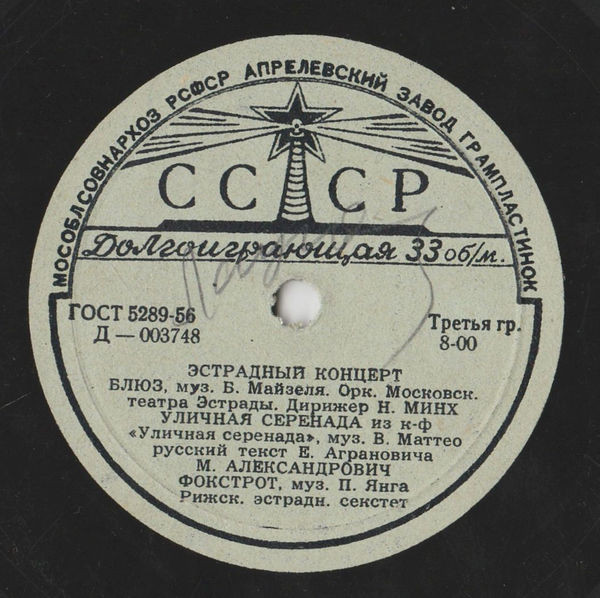 МОСОБЛСОВНАРХОЗ РСФСР АПРЕЛЕВСКИЙ ЗАВОД ГРАМПЛАСТИНОК
СССР
Долгоиграющая 33 об/м.
ГОСТ 5289-56
Д — 003748
Третья гр.
8-00
ЭСТРАДНЫЙ КОНЦЕРТ
БЛЮЗ, муз. Б. Майзеля. Орк. Московск.
театра Эстрады. Дирижер Н. МИНХ
УЛИЧНАЯ СЕРЕНАДА из к-ф
«Уличная серенада», муз. В. Маттео
русский текст Е. Аграновича
М. АЛЕКСАНДРОВИЧ
ФОКСТРОТ, муз. П. Янга
Рижск. эстрадн. секстет